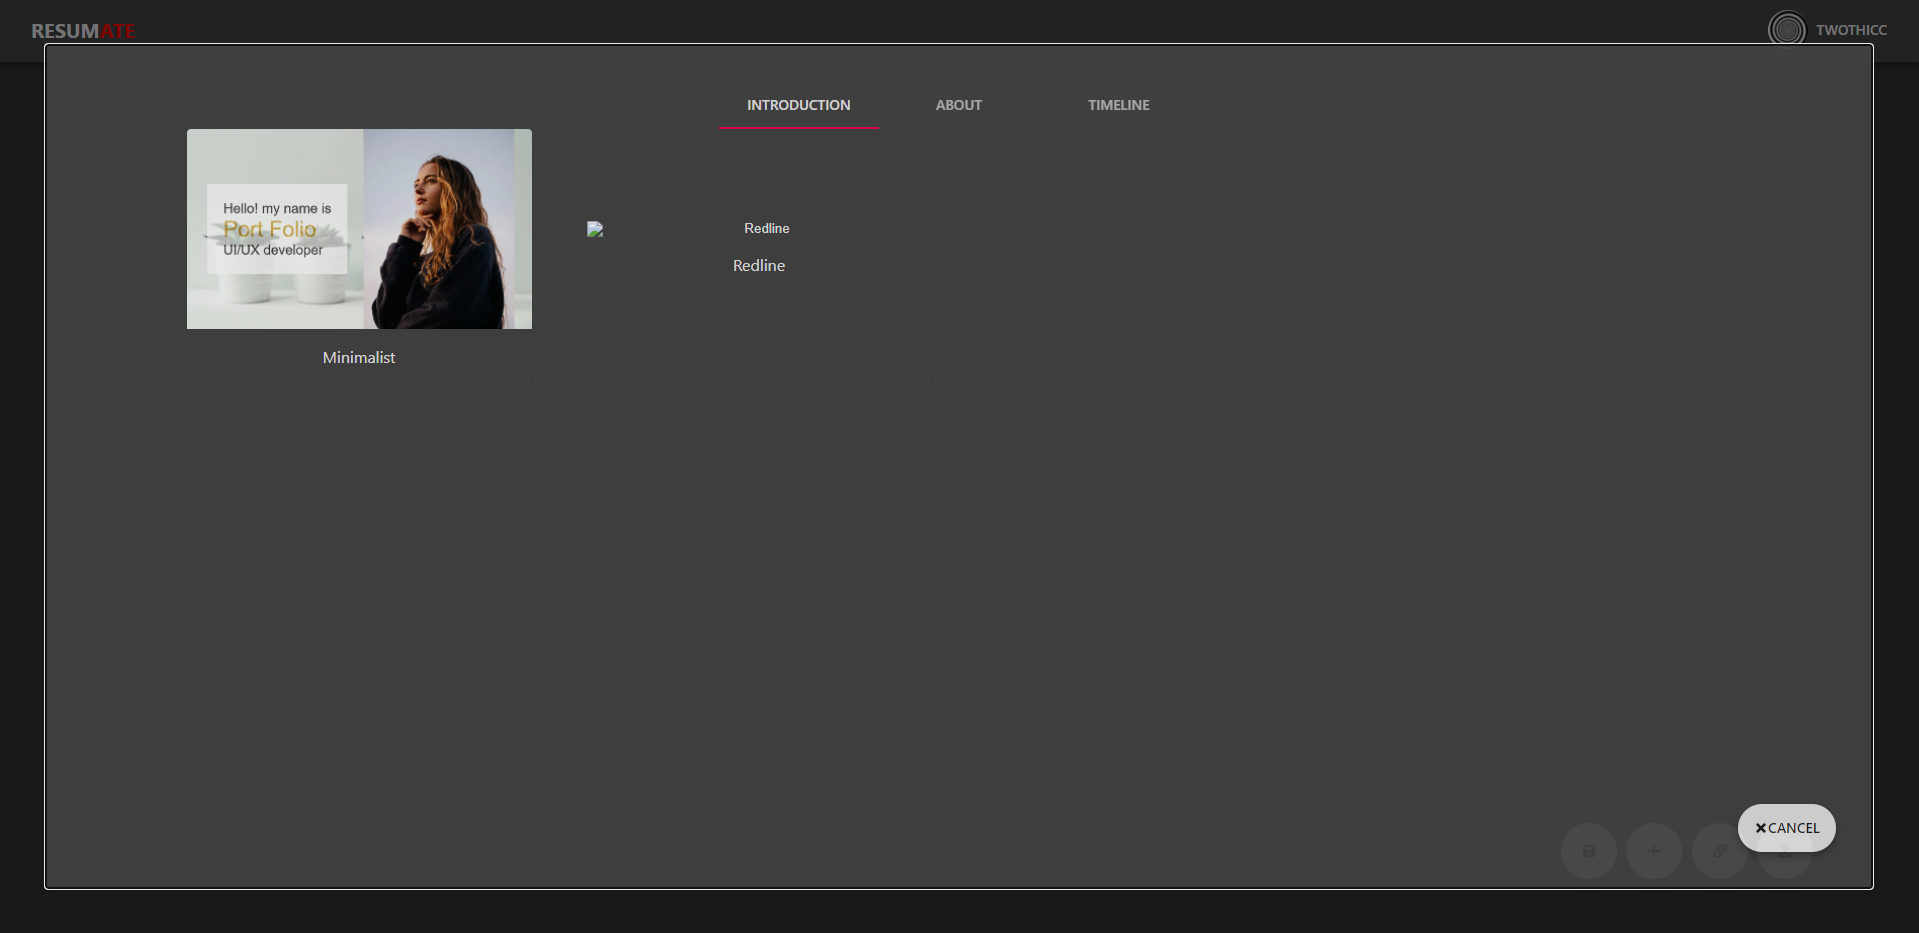 RESUMATE
TWOTHICC
INTRODUCTION
ABOUT
TIMELINE
Hello! my name is
Port Folio
UI/UX developer
Minimalist
Redline
Redline
CANCEL